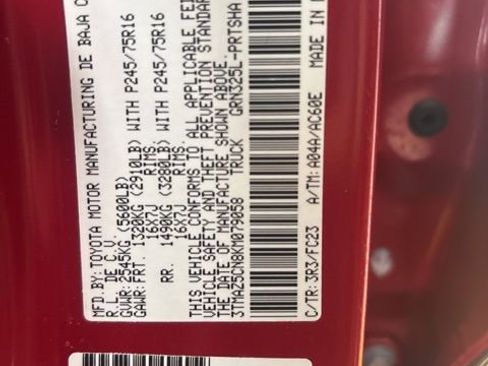 MFD. BY: TOYOTA MOTOR MANUFACTURING DE BAJA C
R.L. DE C.V.
GVWR: 2545KG (5600LB)
GAWR: FRT. 1320KG (2910LB) WITH P245/75R16
16X7J RIMS,
RR. 1490KG (3280LB) WITH P245/75R16
16X7J RIMS,
THIS VEHICLE CONFORMS TO ALL APPLICABLE FED
VEHICLE SAFETY AND THEFT PREVENTION STANDAR
THE DATE OF MANUFACTURE SHOWN ABOVE.
3TMAZ5CN8KM079058 TRUCK GRN325L-PRTSHA
C/TR: 3R3/FC23 A/TM: A04A/AC60E MADE IN